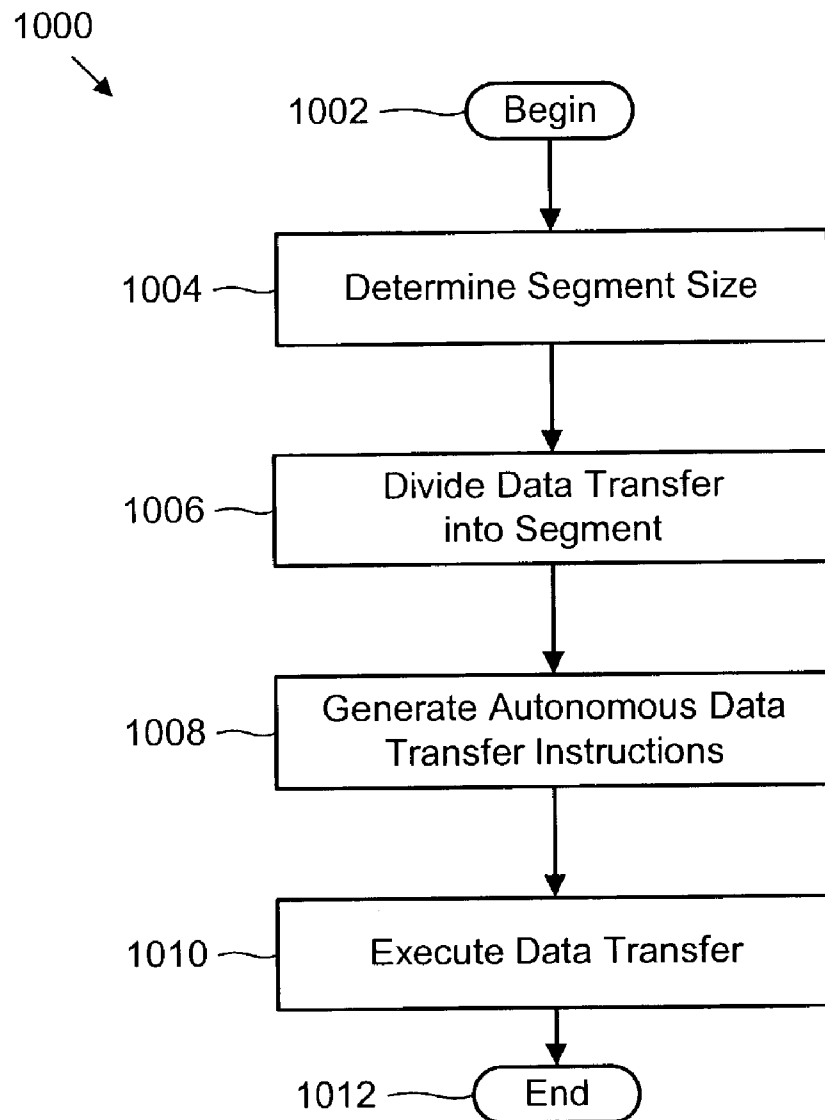 1000
1002 Begin
1004 Determine Segment Size
1006 Divide Data Transfer
into Segment
1008 Generate Autonomous Data
Transfer Instructions
1010 Execute Data Transfer
1012 End